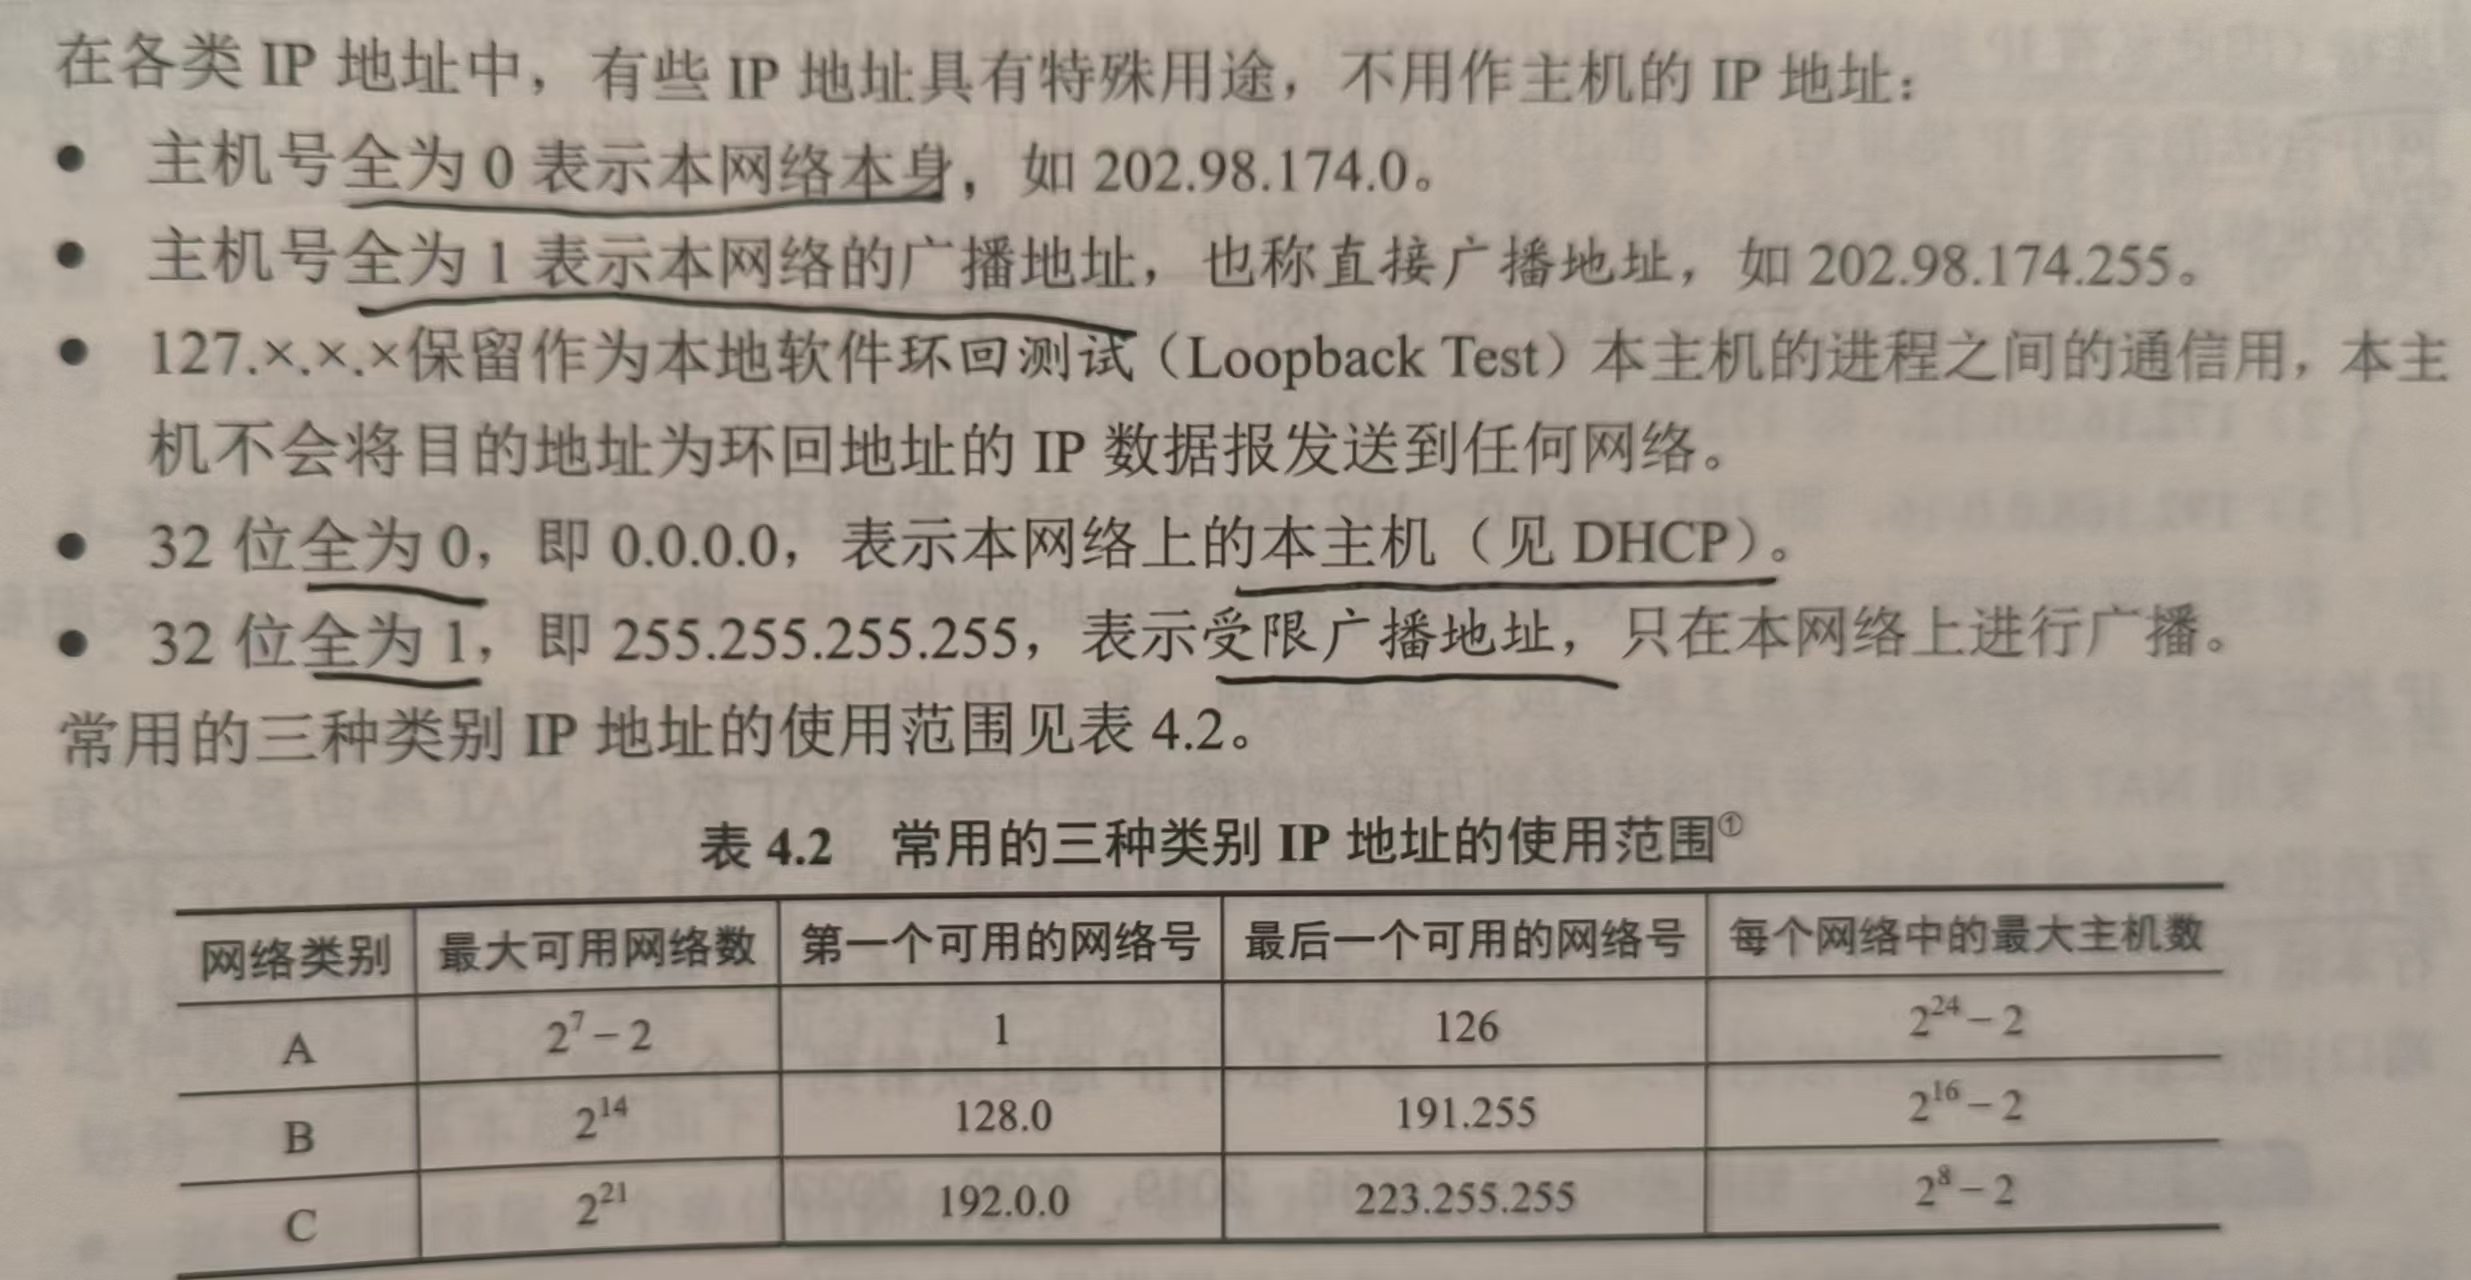 在各类 IP 地址中，有些 IP 地址具有特殊用途，不用作主机的 IP 地址：
● 主机号全为 0 表示本网络本身，如 202.98.174.0。
● 主机号全为 1 表示本网络的广播地址，也称直接广播地址，如 202.98.174.255。
● 127.×.×.×保留作为本地软件环回测试（Loopback Test）本主机的进程之间的通信用，本主
机不会将目的地址为环回地址的 IP 数据报发送到任何网络。
● 32 位全为 0，即 0.0.0.0，表示本网络上的本主机（见 DHCP）。
● 32 位全为 1，即 255.255.255.255，表示受限广播地址，只在本网络上进行广播。
常用的三种类别 IP 地址的使用范围见表 4.2。
表 4.2 常用的三种类别 IP 地址的使用范围①
网络类别 最大可用网络数 第一个可用的网络号 最后一个可用的网络号 每个网络中的最大主机数
A 2⁷－2 1 126 2²⁴－2
B 2¹⁴ 128.0 191.255 2¹⁶－2
C 2²¹ 192.0.0 223.255.255 2⁸－2